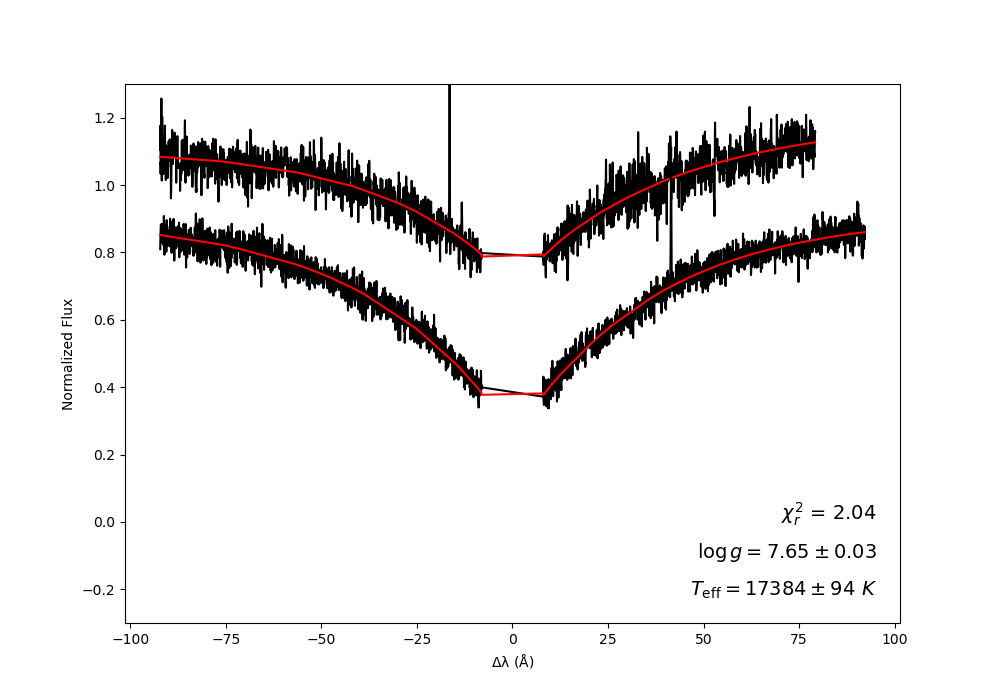 1.2
1.0
0.8
0.6
0.4
0.2
0.0
−0.2
Normalized Flux
χ²ᵣ = 2.04
log g = 7.65 ± 0.03
T_eff = 17384 ± 94 K
−100 −75 −50 −25 0 25 50 75 100
Δλ (Å)